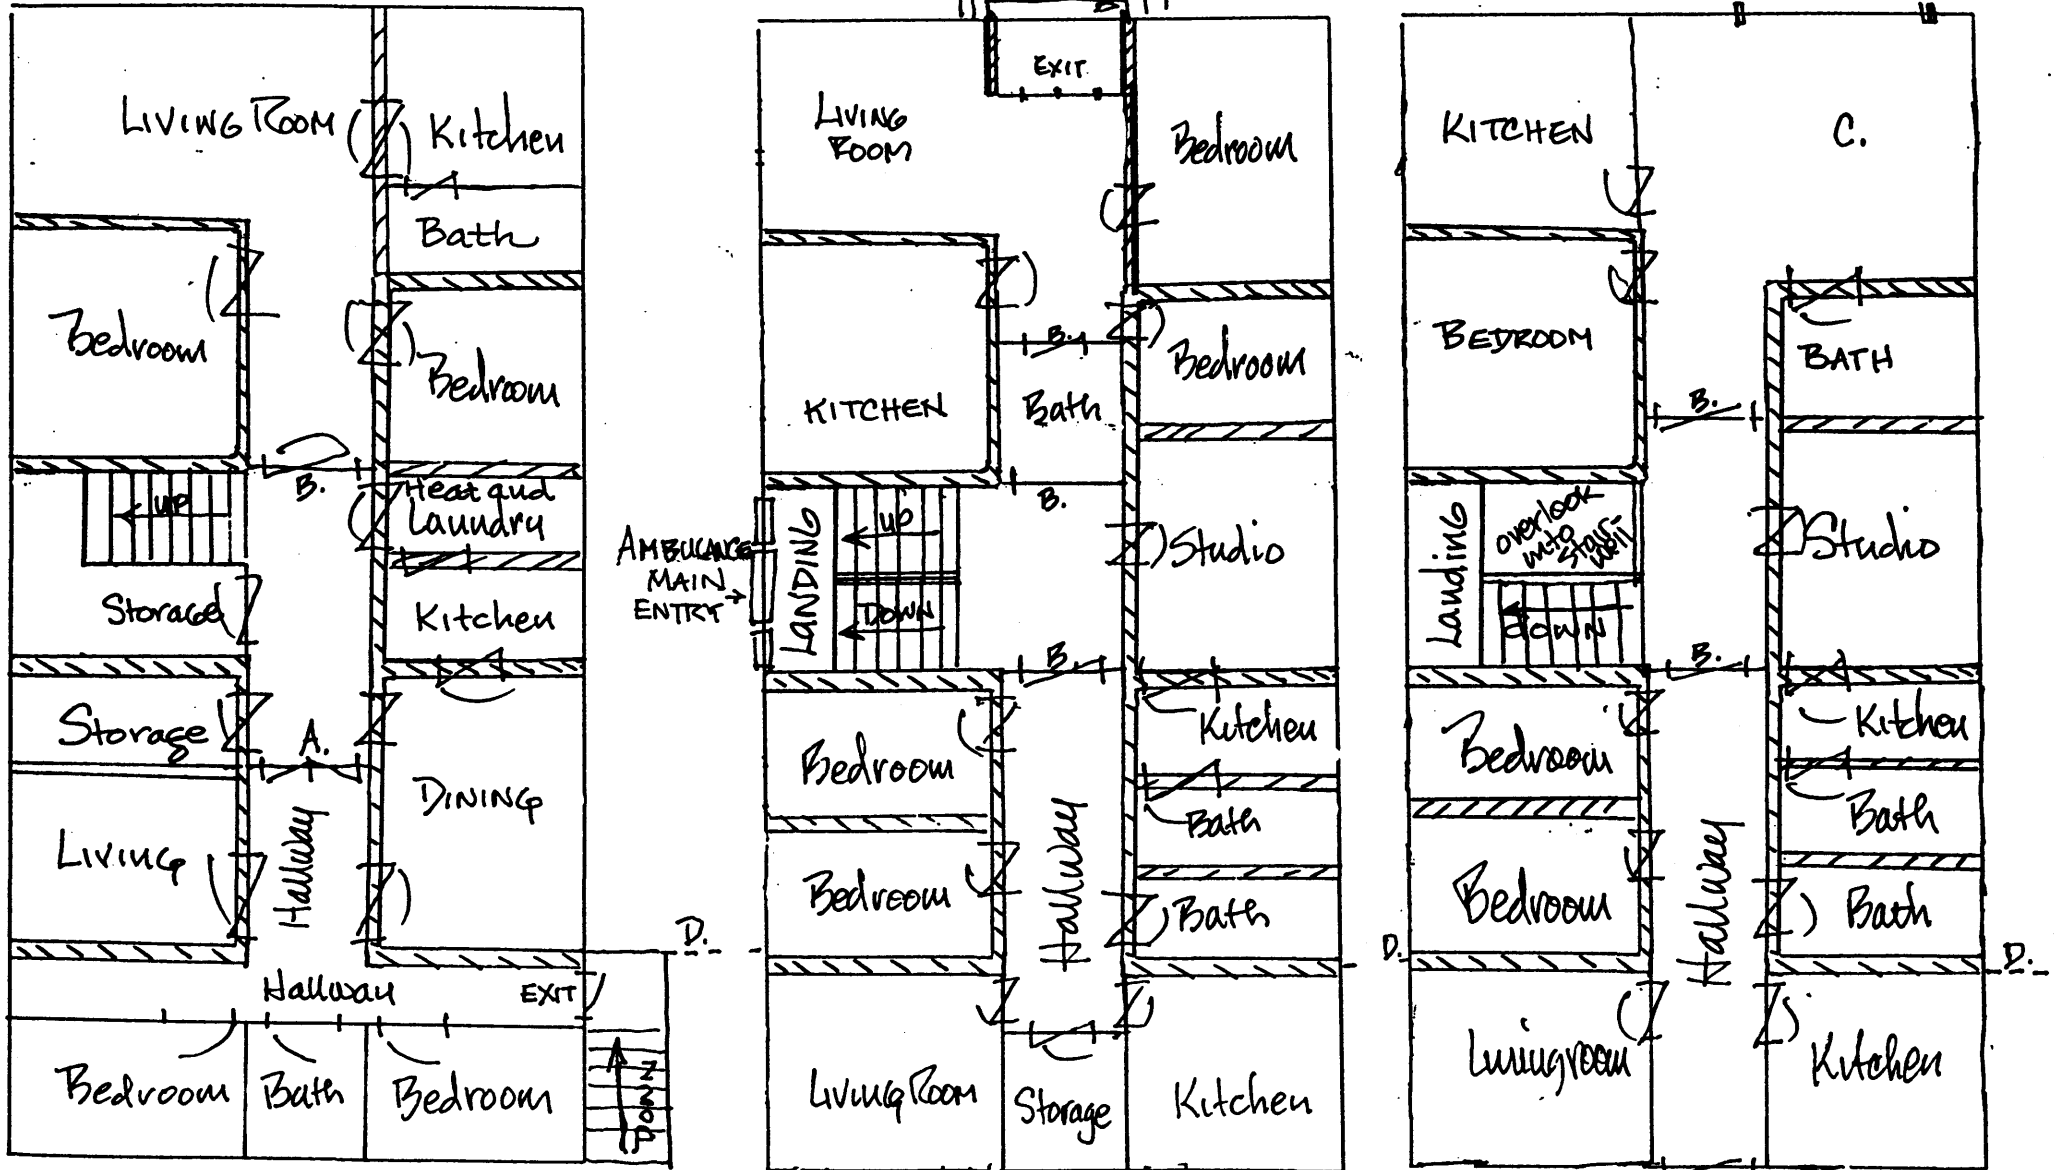 LIVING ROOM
Kitchen
Bath
Bedroom
Bedroom
B.
UP
Heat and
Laundry
Storage
Kitchen
Storage
A.
DINING
LIVING
Hallway
Hallway
EXIT
Bedroom
Bath
Bedroom
DOWN
D.
B.
EXIT
LIVING
ROOM
Bedroom
B.
Bedroom
KITCHEN
Bath
B.
AMBULANCE
MAIN
ENTRY
LANDING
UP
DOWN
Studio
B.
Kitchen
Bedroom
Bath
Hallway
Bedroom
Bath
LIVING ROOM
Storage
Kitchen
KITCHEN
C.
BEDROOM
BATH
B.
Landing
overlook
into
stair-
well
DOWN
Studio
B.
Kitchen
Bedroom
Bath
Hallway
Bedroom
Bath
D.
D.
Livingroom
Kitchen